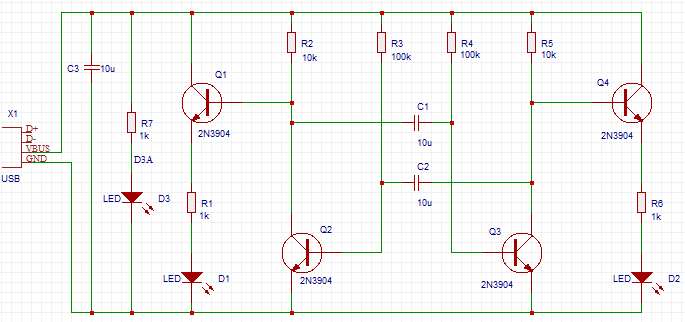 R2
10k
R3
100k
R4
100k
R5
10k
C3
10u
Q1
2N3904
Q4
2N3904
X1
D+
D-
VBUS
GND
USB
R7
1k
D3A
C1
10u
C2
10u
LED
D3
R1
1k
R6
1k
Q2
2N3904
Q3
2N3904
LED
D1
LED
D2